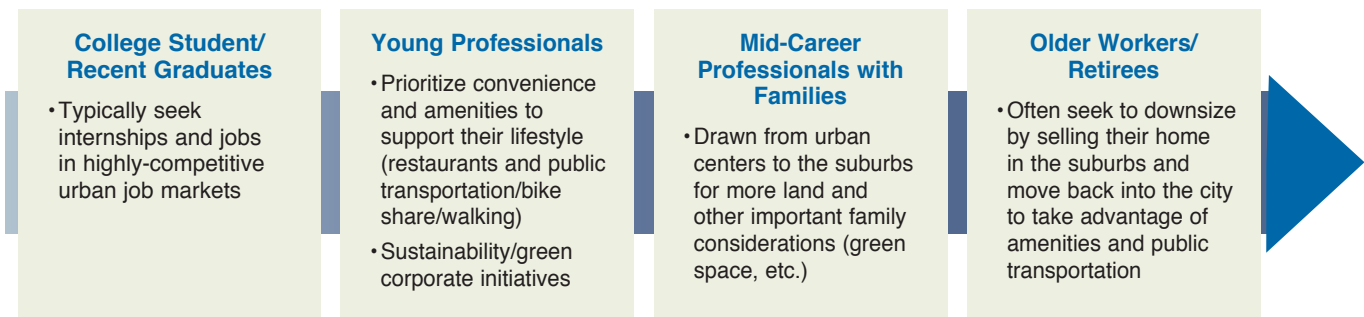 College Student/
Recent Graduates
• Typically seek
internships and jobs
in highly-competitive
urban job markets
Young Professionals
• Prioritize convenience
and amenities to
support their lifestyle
(restaurants and public
transportation/bike
share/walking)
• Sustainability/green
corporate initiatives
Mid-Career
Professionals with
Families
• Drawn from urban
centers to the suburbs
for more land and
other important family
considerations (green
space, etc.)
Older Workers/
Retirees
• Often seek to downsize
by selling their home
in the suburbs and
move back into the city
to take advantage of
amenities and public
transportation